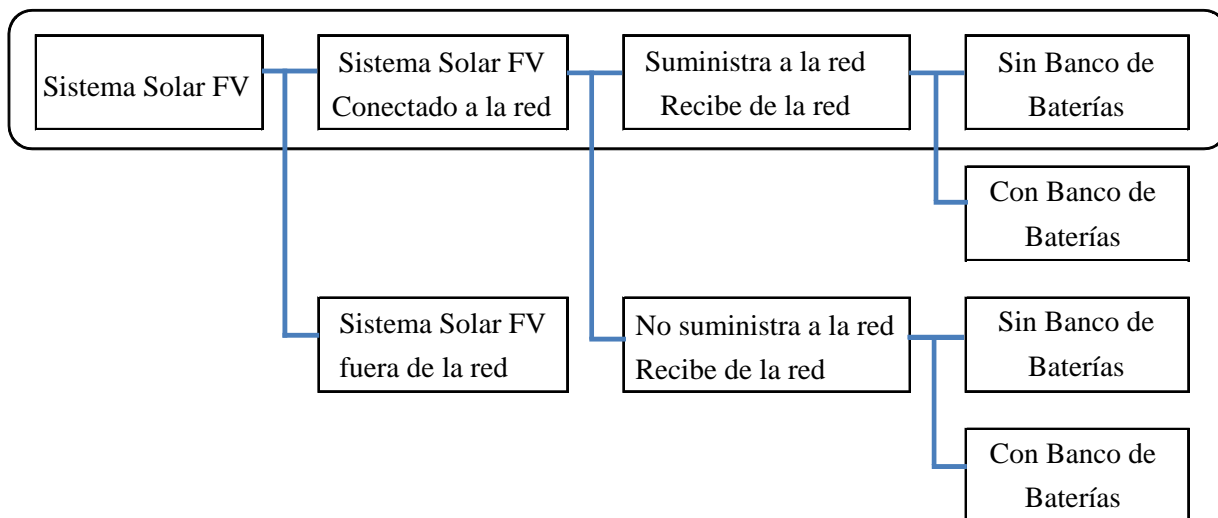 Sistema Solar FV
Sistema Solar FV
Conectado a la red
Suministra a la red
Recibe de la red
Sin Banco de
Baterías
Con Banco de
Baterías
Sistema Solar FV
fuera de la red
No suministra a la red
Recibe de la red
Sin Banco de
Baterías
Con Banco de
Baterías